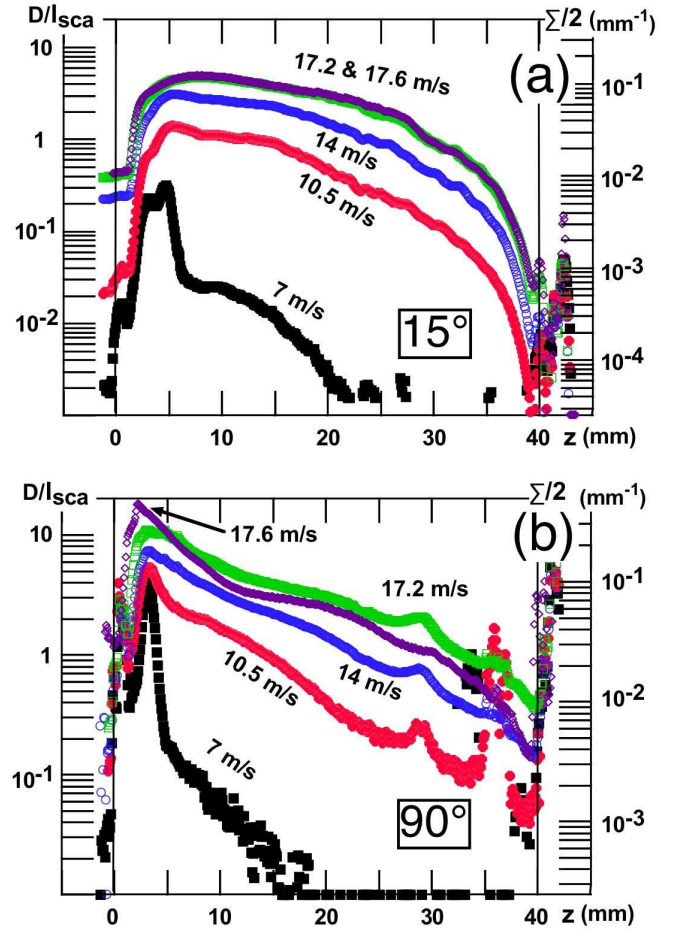 D/Isca Σ/2 (mm⁻¹)
10
17.2 & 17.6 m/s
(a)
10⁻¹
1
14 m/s
10⁻²
10.5 m/s
10⁻¹
10⁻³
7 m/s
15°
10⁻²
10⁻⁴
0 10 20 30 40 z (mm)
D/Isca Σ/2 (mm⁻¹)
10
17.6 m/s
(b)
17.2 m/s
10⁻¹
1
14 m/s
10.5 m/s
10⁻²
7 m/s
10⁻¹
90°
10⁻³
0 10 20 30 40 z (mm)